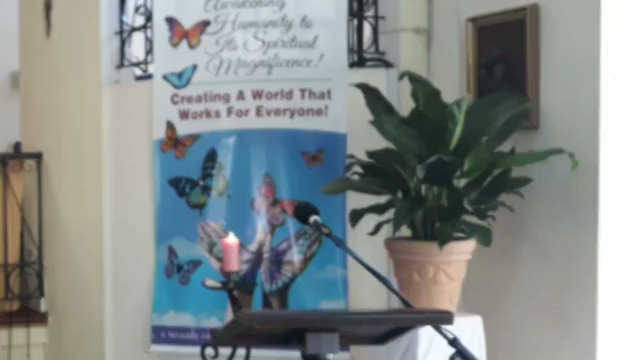 Awakening
Humanity to
Its Spiritual
Magnificence!
Creating A World That
Works For Everyone!